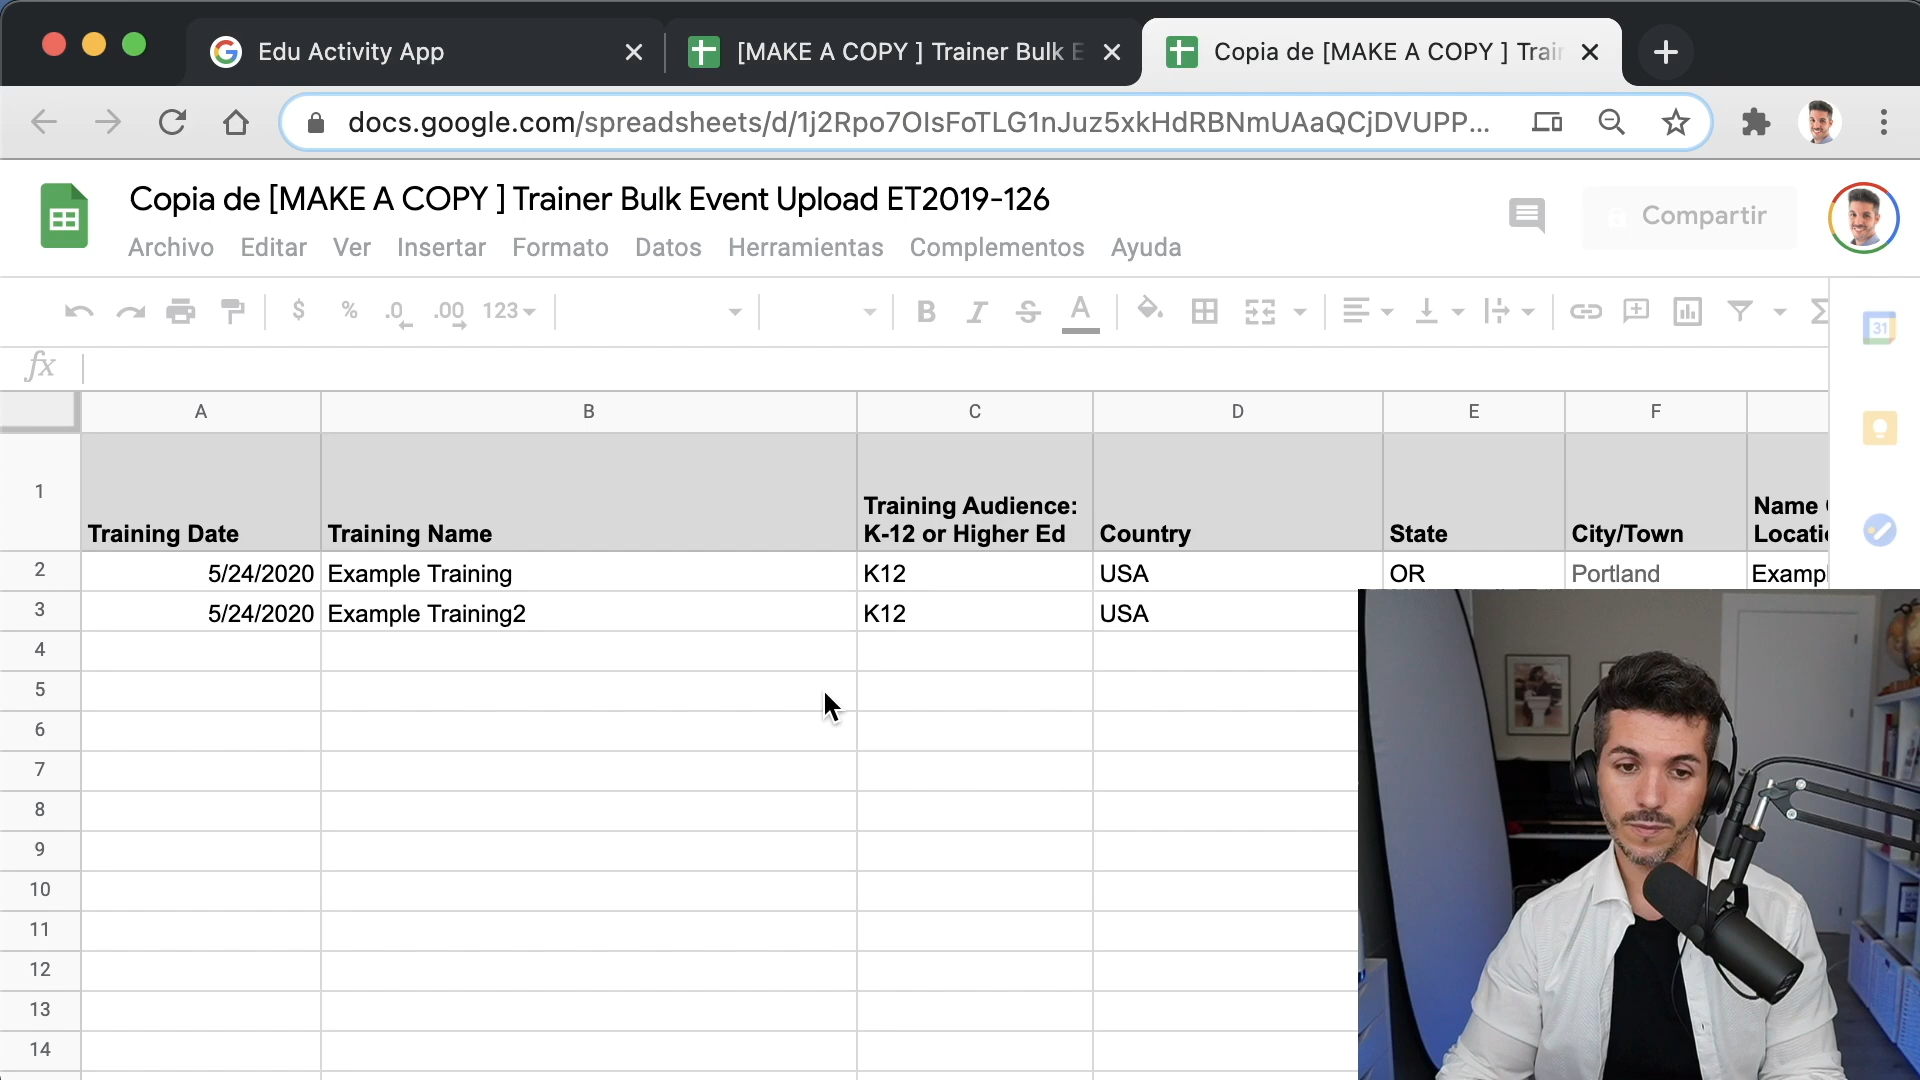 Edu Activity App
[MAKE A COPY ] Trainer Bulk E
Copia de [MAKE A COPY ] Trai
docs.google.com/spreadsheets/d/1j2Rpo7OIsFoTLG1nJuz5xkHdRBNmUAaQCjDVUPP...
Copia de [MAKE A COPY ] Trainer Bulk Event Upload ET2019-126
Compartir
Archivo Editar Ver Insertar Formato Datos Herramientas Complementos Ayuda
$ % .0 .00 123 B I S A Σ
31
fx
A B C D E F
1
Training Date
Training Name
Training Audience:
K-12 or Higher Ed
Country
State
City/Town
Name
Locati
2 5/24/2020 Example Training K12 USA OR Portland Exampl
3 5/24/2020 Example Training2 K12 USA
4
5
6
7
8
9
10
11
12
13
14